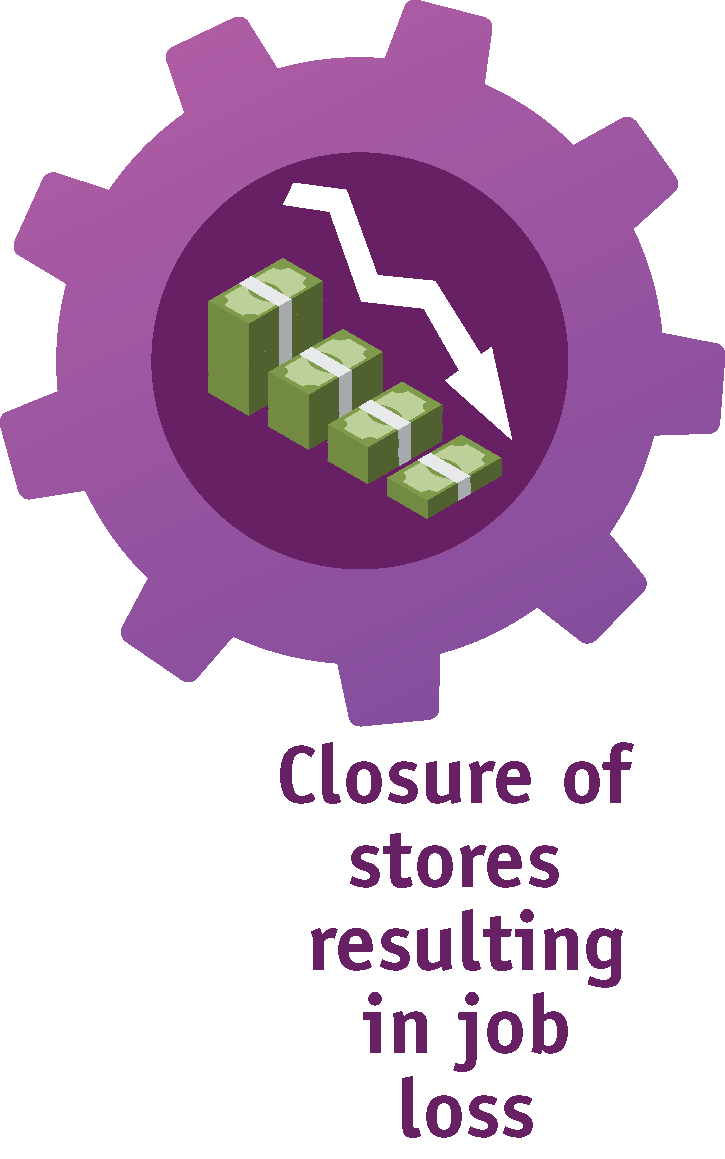 Closure of
stores
resulting
in job
loss